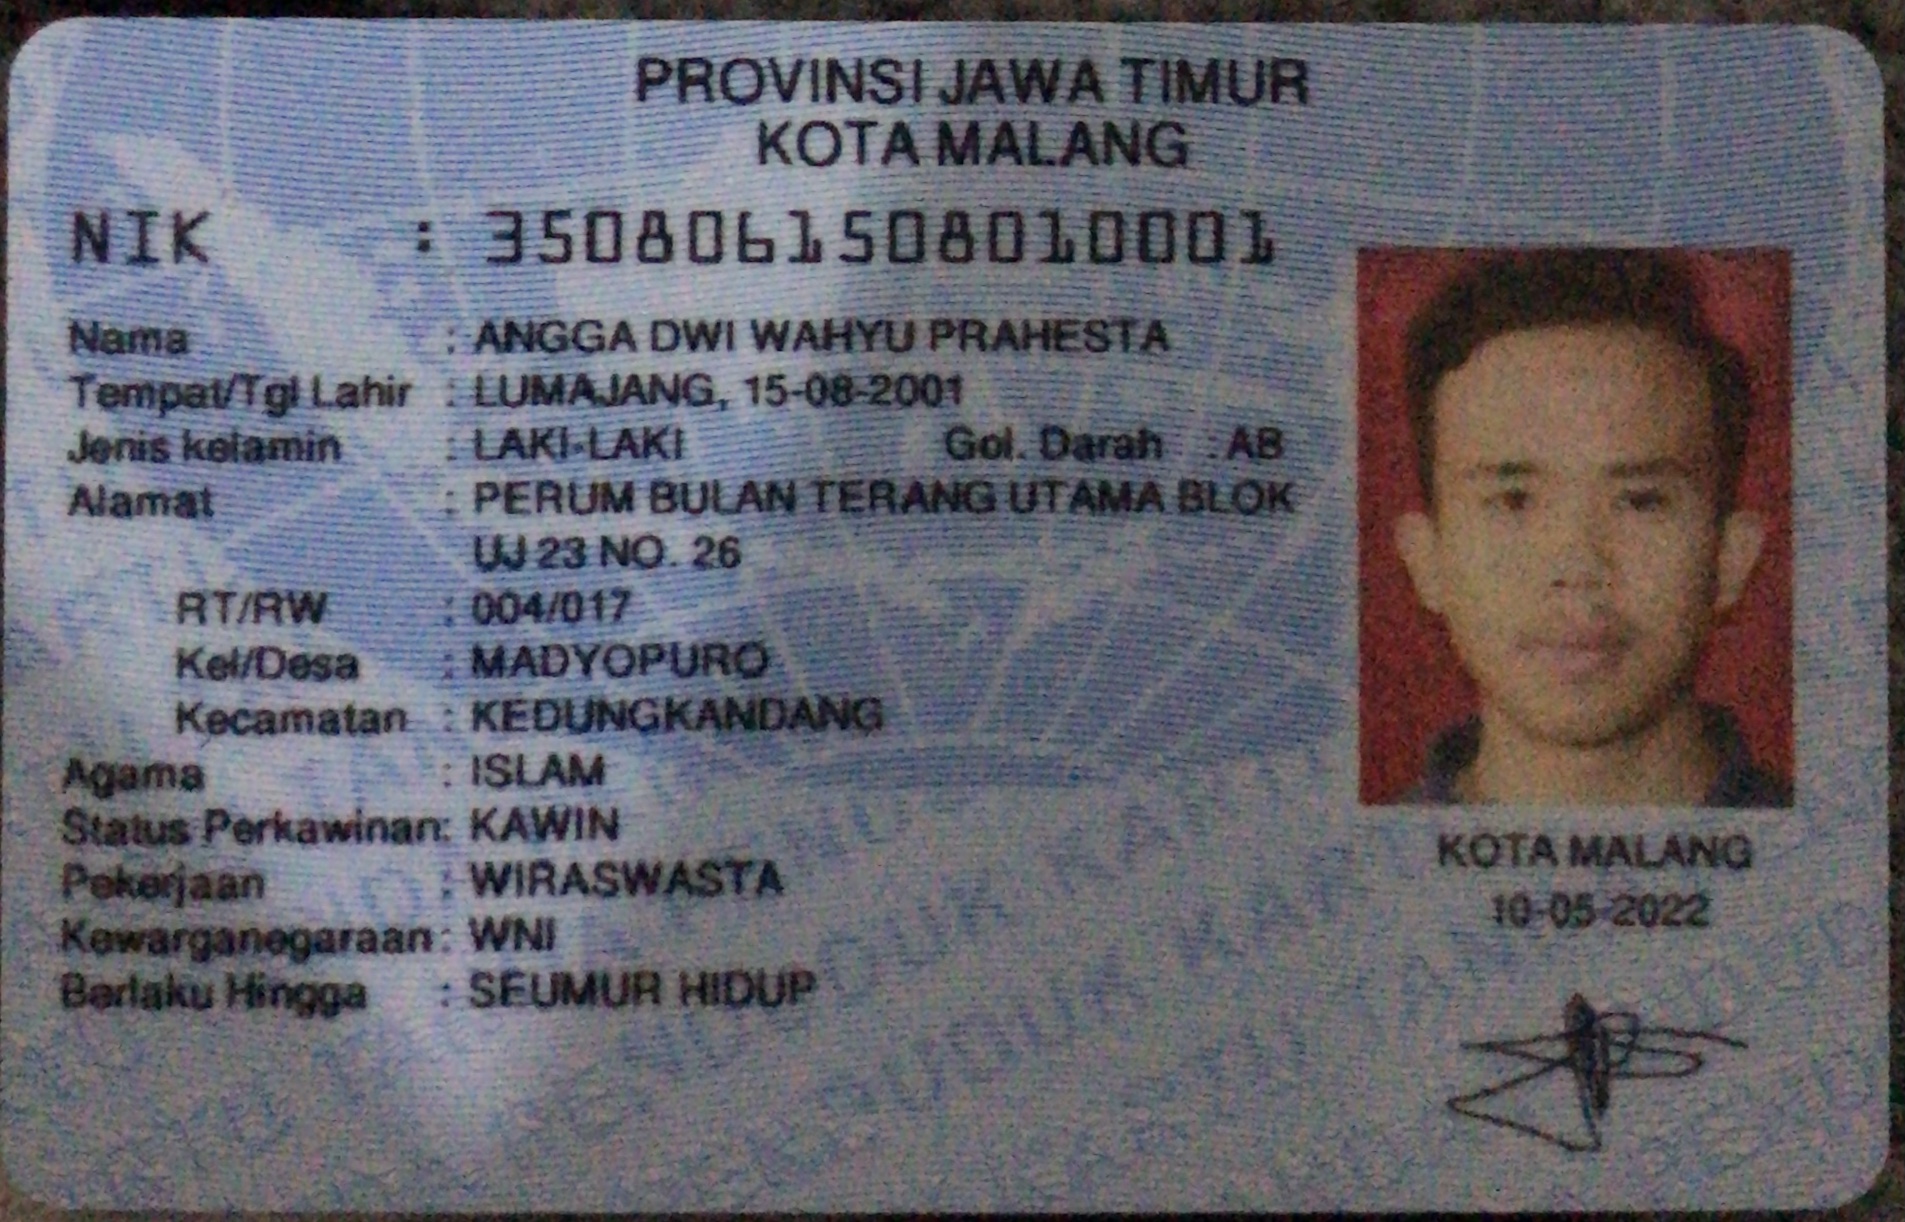 PROVINSI JAWA TIMUR
KOTA MALANG
NIK : 3508061508010001
Nama : ANGGA DWI WAHYU PRAHESTA
Tempat/Tgl Lahir : LUMAJANG, 15-08-2001
Jenis kelamin : LAKI-LAKI Gol. Darah : AB
Alamat : PERUM BULAN TERANG UTAMA BLOK
UJ 23 NO. 26
RT/RW : 004/017
Kel/Desa : MADYOPURO
Kecamatan : KEDUNGKANDANG
Agama : ISLAM
Status Perkawinan: KAWIN
Pekerjaan : WIRASWASTA
Kewarganegaraan: WNI
Berlaku Hingga : SEUMUR HIDUP
KOTA MALANG
10-05-2022